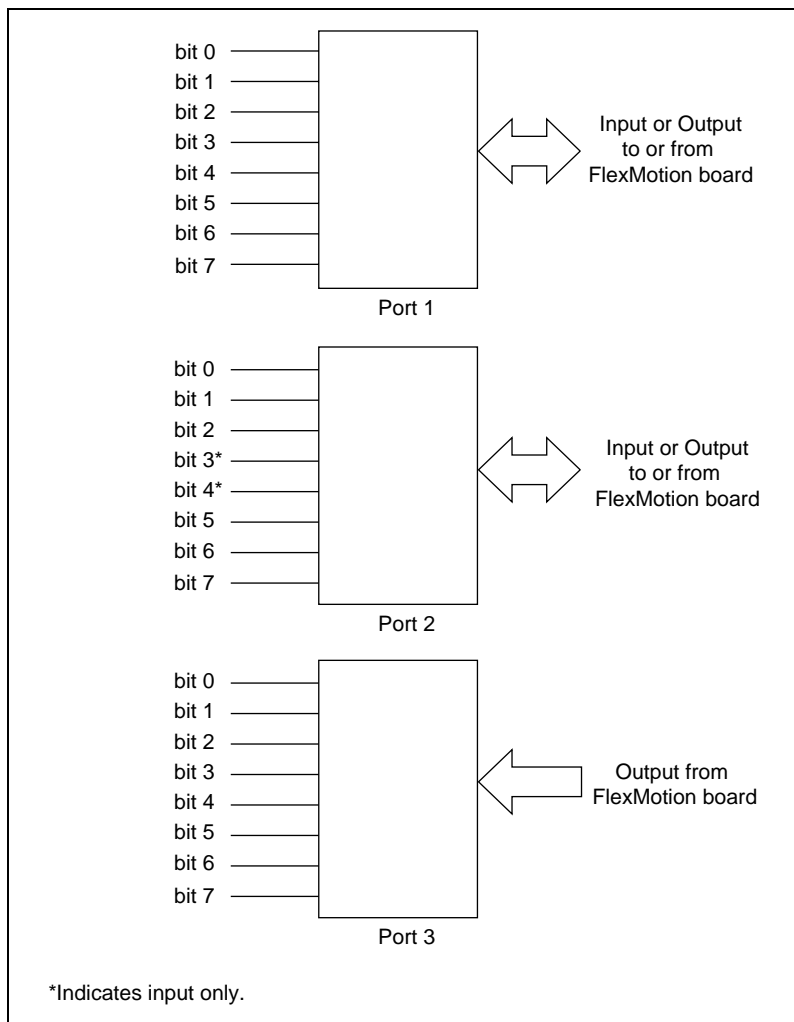 bit 0
bit 1
bit 2
bit 3
bit 4
bit 5
bit 6
bit 7
Input or Output
to or from
FlexMotion board
Port 1
bit 0
bit 1
bit 2
bit 3*
bit 4*
bit 5
bit 6
bit 7
Input or Output
to or from
FlexMotion board
Port 2
bit 0
bit 1
bit 2
bit 3
bit 4
bit 5
bit 6
bit 7
Output from
FlexMotion board
Port 3
*Indicates input only.